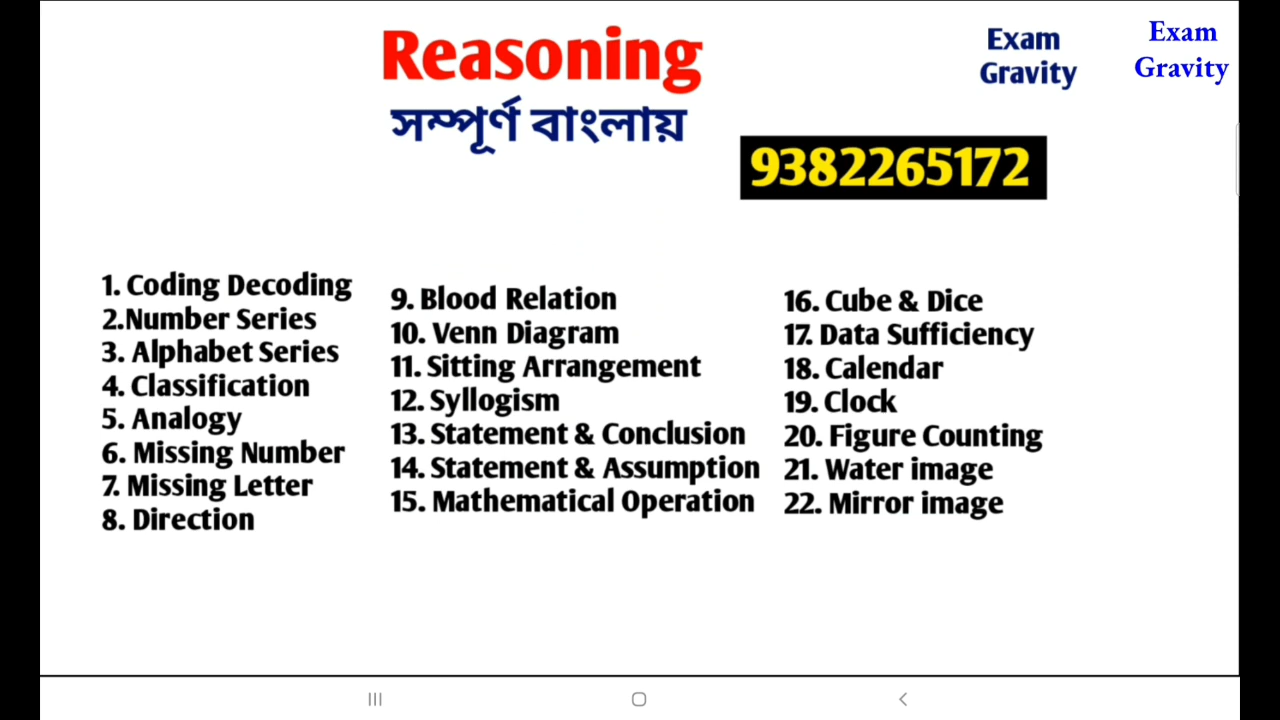 Reasoning
সম্পূর্ণ বাংলায়
Exam
Gravity
Exam
Gravity
9382265172
1. Coding Decoding
2.Number Series
3. Alphabet Series
4. Classification
5. Analogy
6. Missing Number
7. Missing Letter
8. Direction
9. Blood Relation
10. Venn Diagram
11. Sitting Arrangement
12. Syllogism
13. Statement & Conclusion
14. Statement & Assumption
15. Mathematical Operation
16. Cube & Dice
17. Data Sufficiency
18. Calendar
19. Clock
20. Figure Counting
21. Water image
22. Mirror image